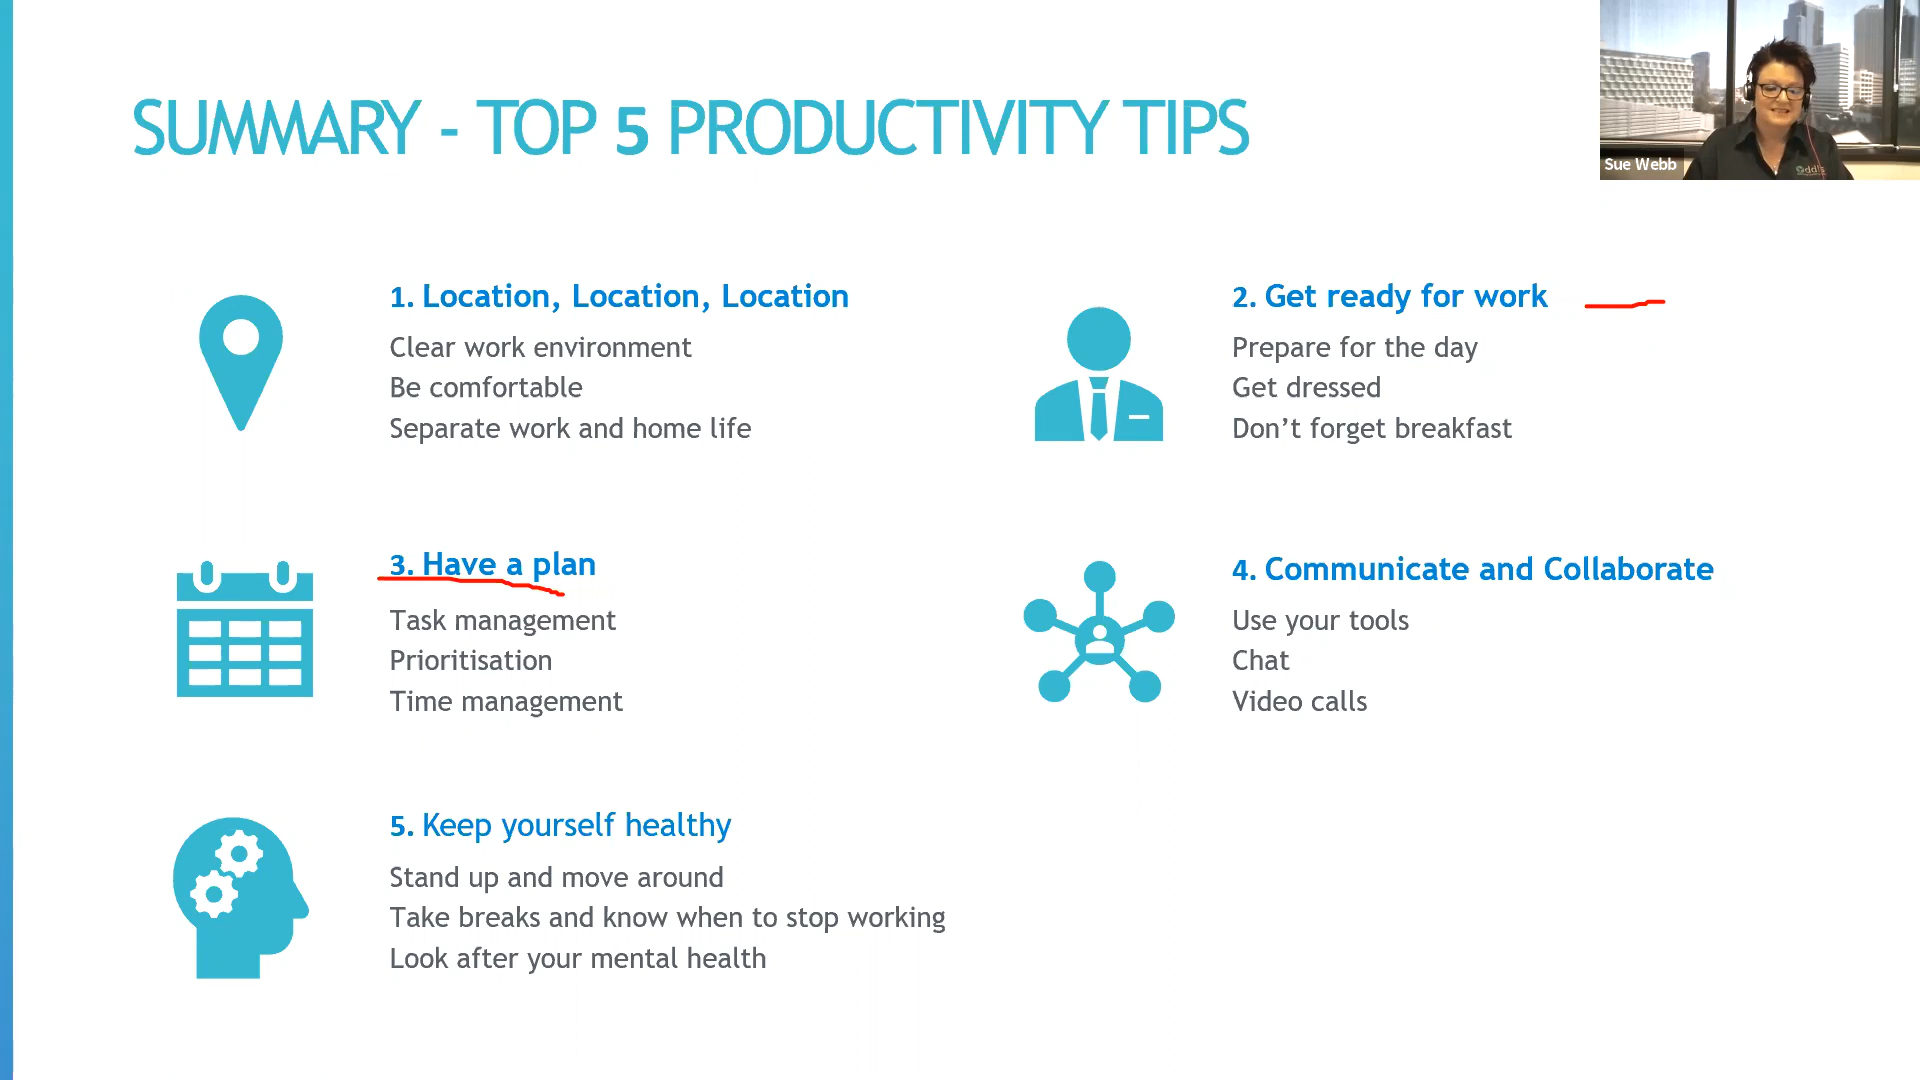 SUMMARY - TOP 5 PRODUCTIVITY TIPS
Sue Webb
1. Location, Location, Location
Clear work environment
Be comfortable
Separate work and home life
2. Get ready for work
Prepare for the day
Get dressed
Don’t forget breakfast
3. Have a plan
Task management
Prioritisation
Time management
4. Communicate and Collaborate
Use your tools
Chat
Video calls
5. Keep yourself healthy
Stand up and move around
Take breaks and know when to stop working
Look after your mental health